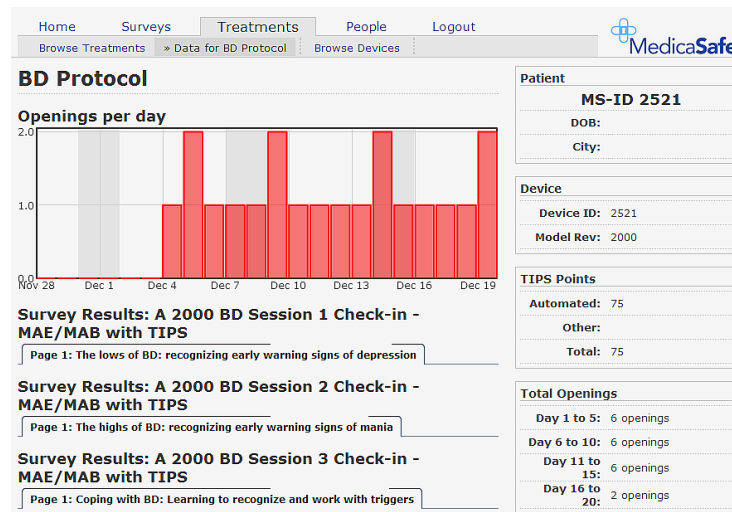 Home Surveys Treatments People Logout
Browse Treatments » Data for BD Protocol Browse Devices
MedicaSafe
BD Protocol
Openings per day
2.0
1.0
0.0
Nov 28 Dec 1 Dec 4 Dec 7 Dec 10 Dec 13 Dec 16 Dec 19
Survey Results: A 2000 BD Session 1 Check-in -
MAE/MAB with TIPS
Page 1: The lows of BD: recognizing early warning signs of depression
Survey Results: A 2000 BD Session 2 Check-in -
MAE/MAB with TIPS
Page 1: The highs of BD: recognizing early warning signs of mania
Survey Results: A 2000 BD Session 3 Check-in -
MAE/MAB with TIPS
Page 1: Coping with BD: Learning to recognize and work with triggers
Patient
MS-ID 2521
DOB:
City:
Device
Device ID: 2521
Model Rev: 2000
TIPS Points
Automated: 75
Other:
Total: 75
Total Openings
Day 1 to 5: 6 openings
Day 6 to 10: 6 openings
Day 11 to
15: 6 openings
Day 16 to
20: 2 openings